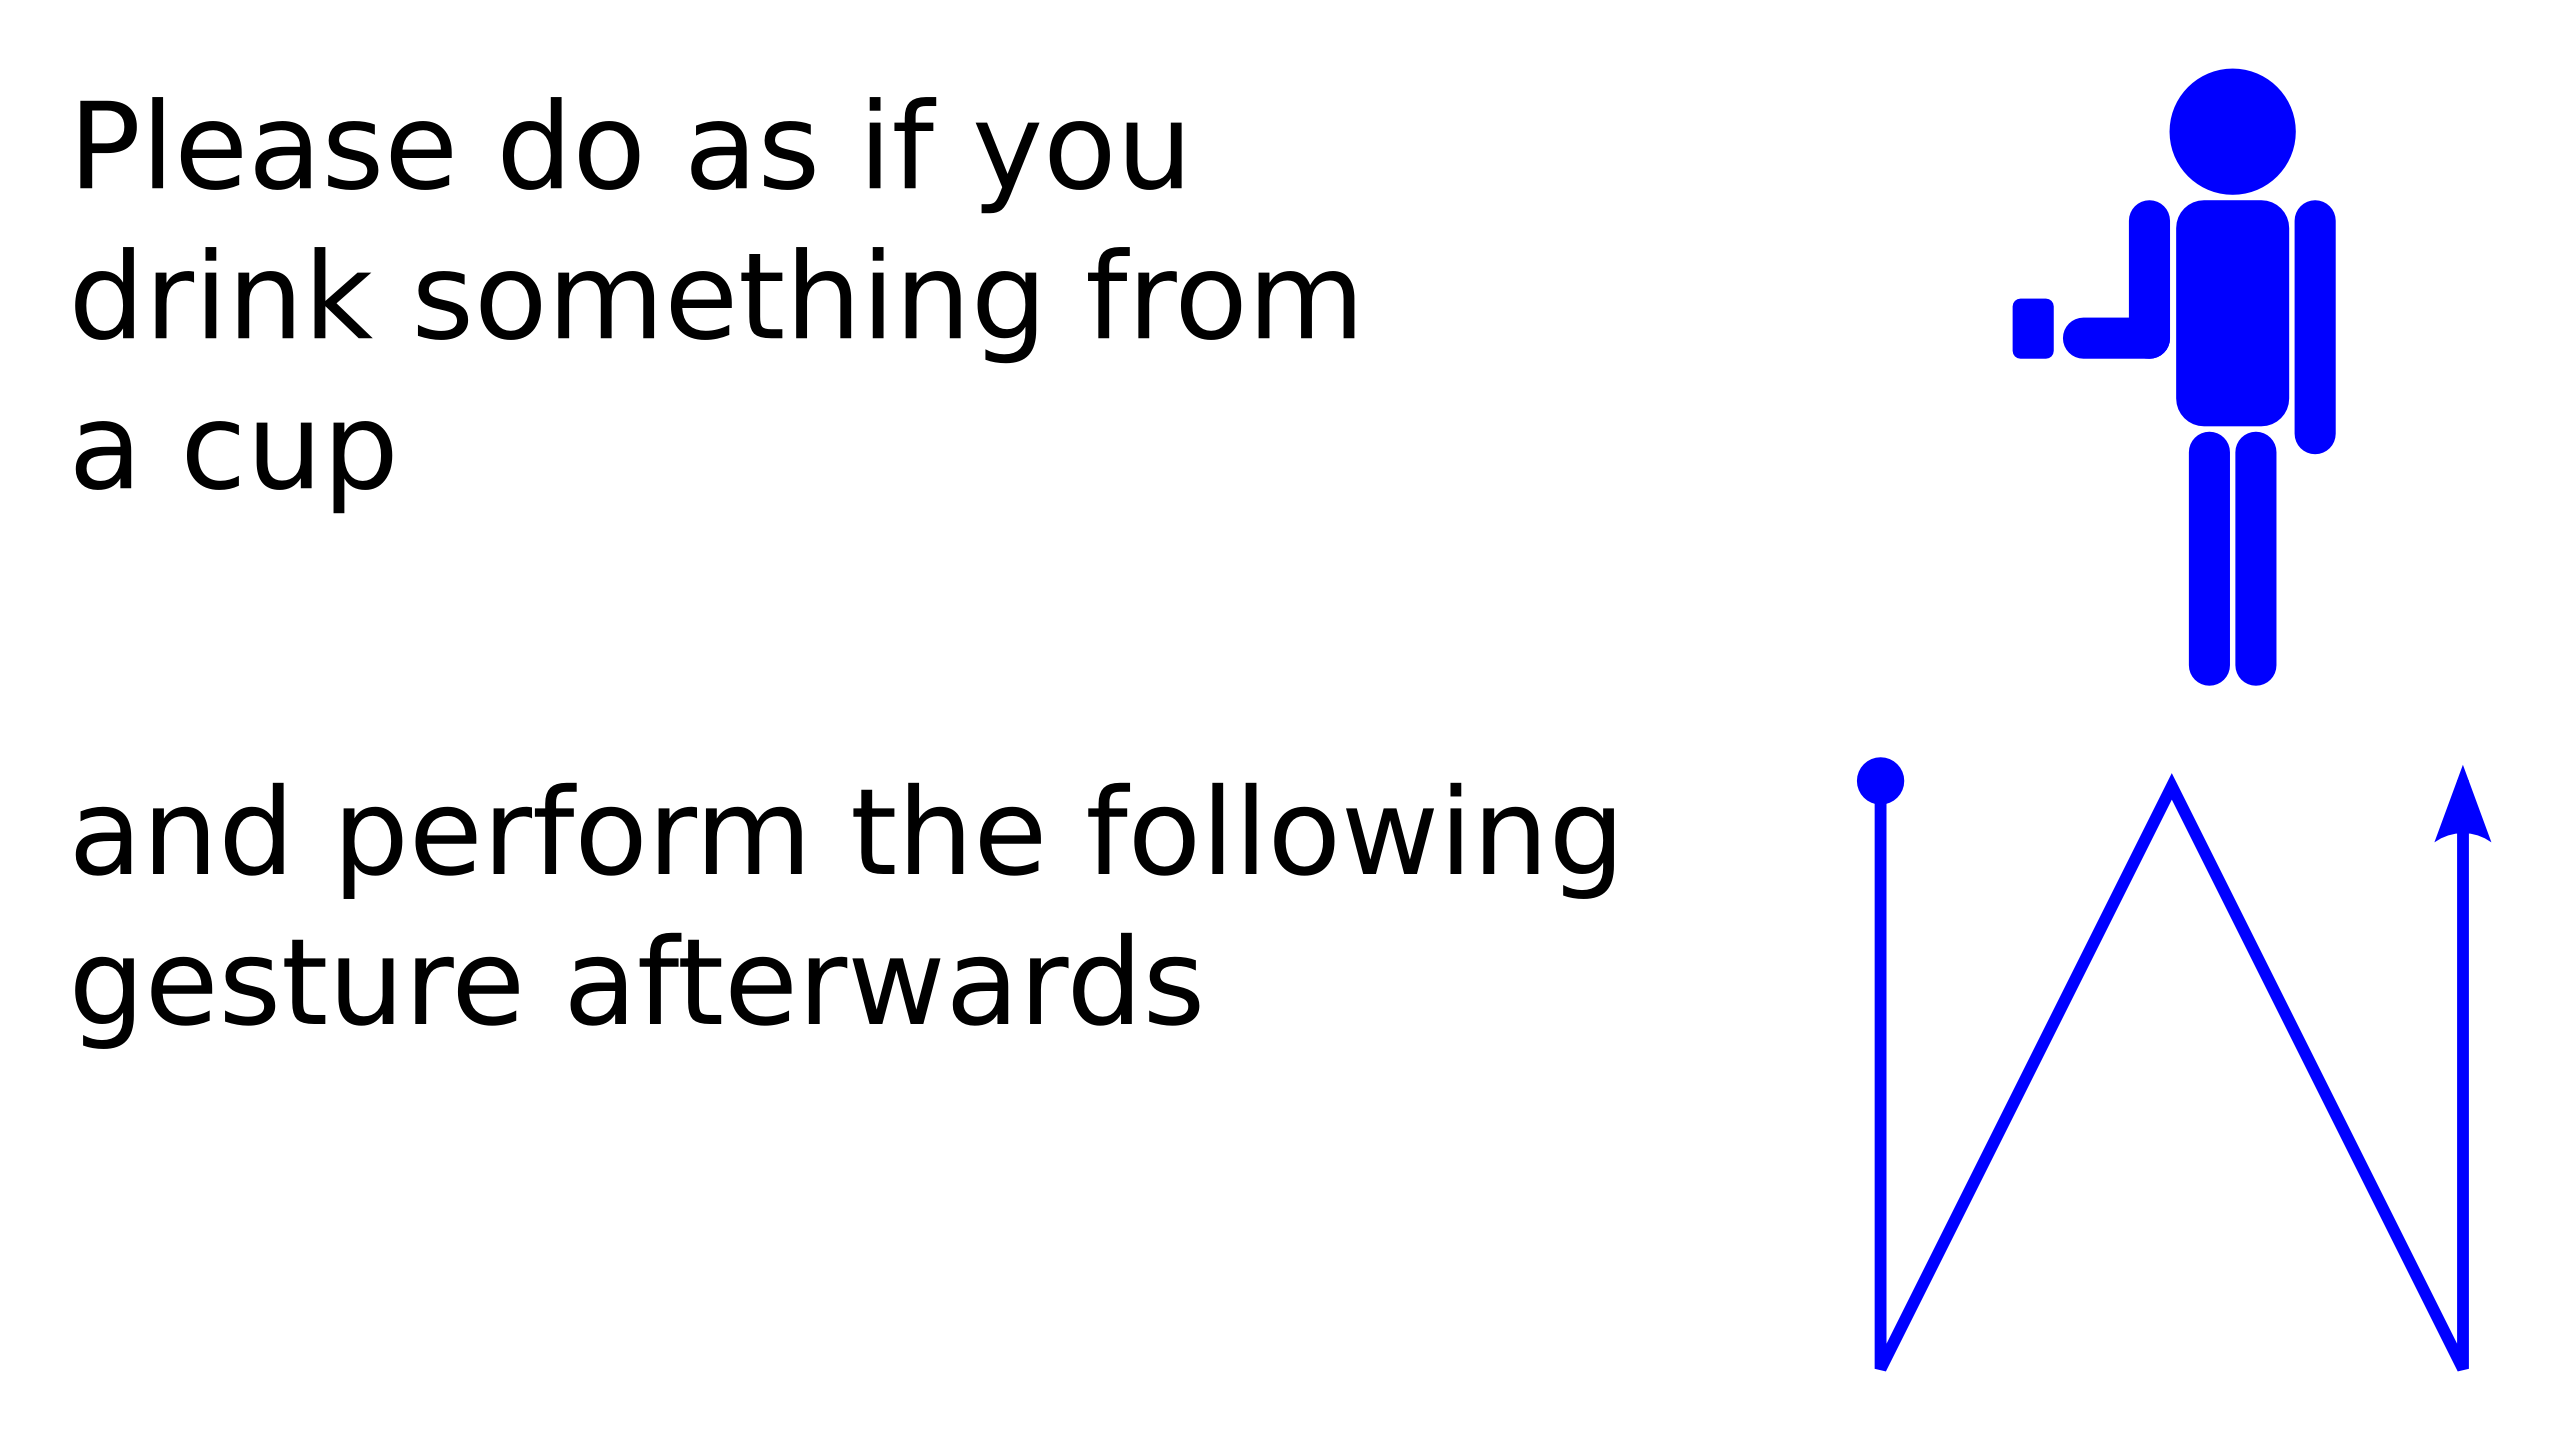 Please do as if you
drink something from
a cup
and perform the following
gesture afterwards